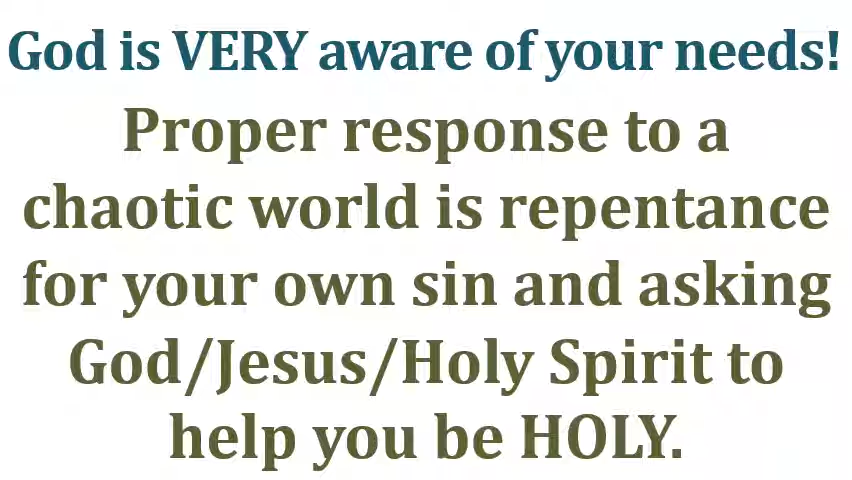 God is VERY aware of your needs!
Proper response to a
chaotic world is repentance
for your own sin and asking
God/Jesus/Holy Spirit to
help you be HOLY.